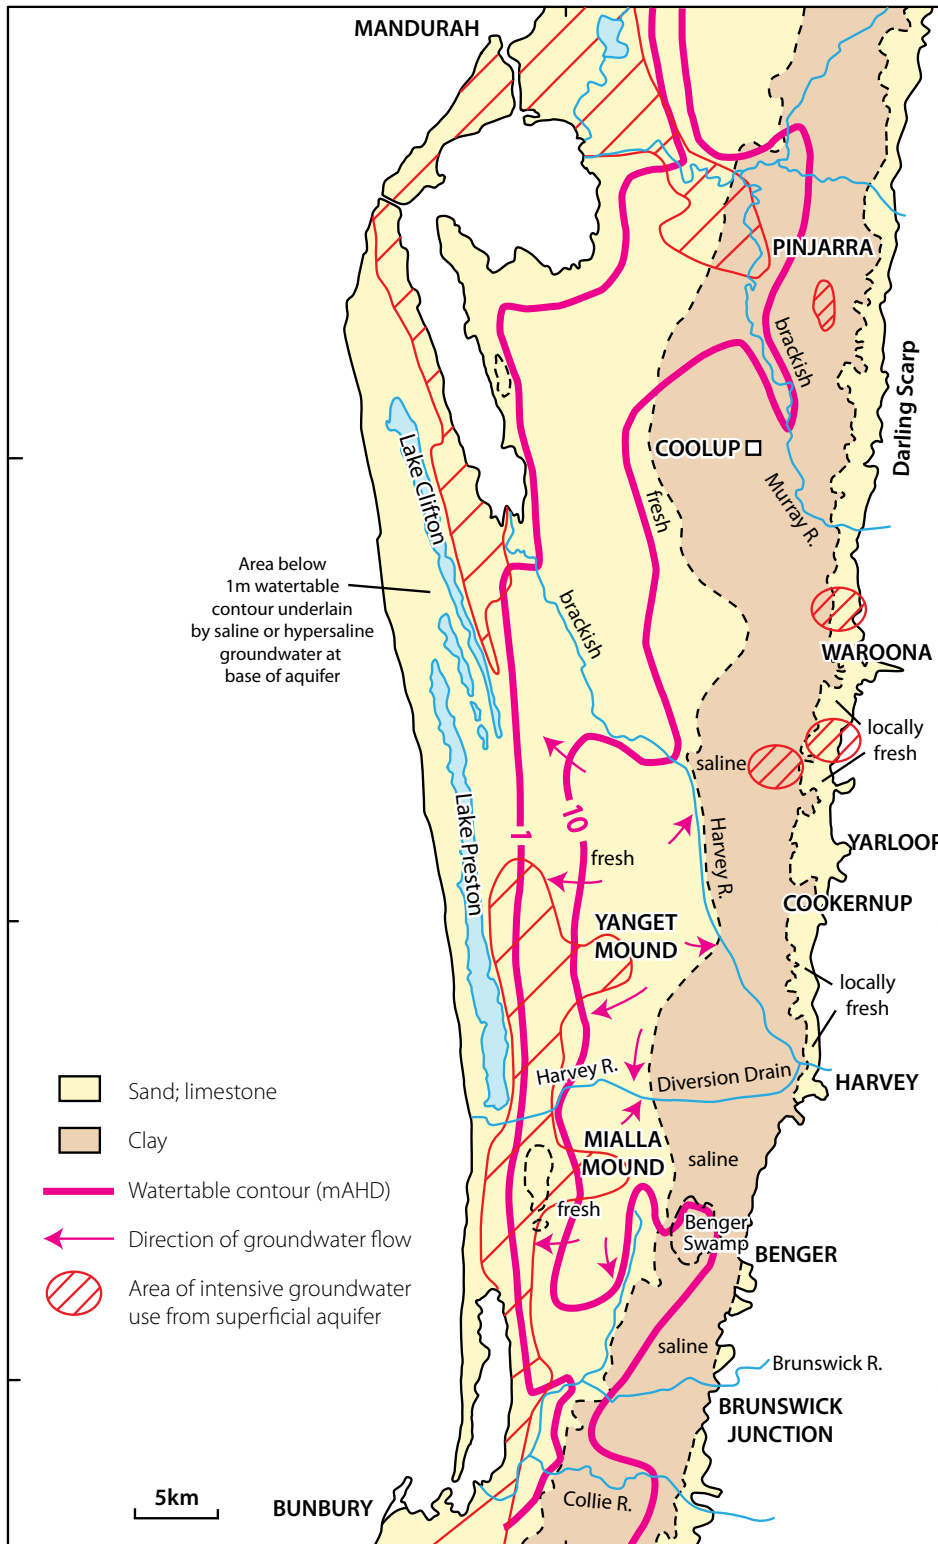 MANDURAH
PINJARRA
brackish
Darling Scarp
COOLUP
Lake Clifton
fresh
Murray R.
Area below
1m watertable
contour underlain
by saline or hypersaline
groundwater at
base of aquifer
brackish
WAROONA
locally
fresh
saline
Lake Preston
1
10
Harvey R.
YARLOOP
fresh
COOKERNUP
YANGET
MOUND
locally
fresh
Harvey R.
Diversion Drain
HARVEY
Sand; limestone
Clay
MIALLA
MOUND
saline
Watertable contour (mAHD)
fresh
Benger
Swamp
BENGER
Direction of groundwater flow
Area of intensive groundwater
use from superficial aquifer
saline
Brunswick R.
BRUNSWICK
JUNCTION
5km
BUNBURY
Collie R.